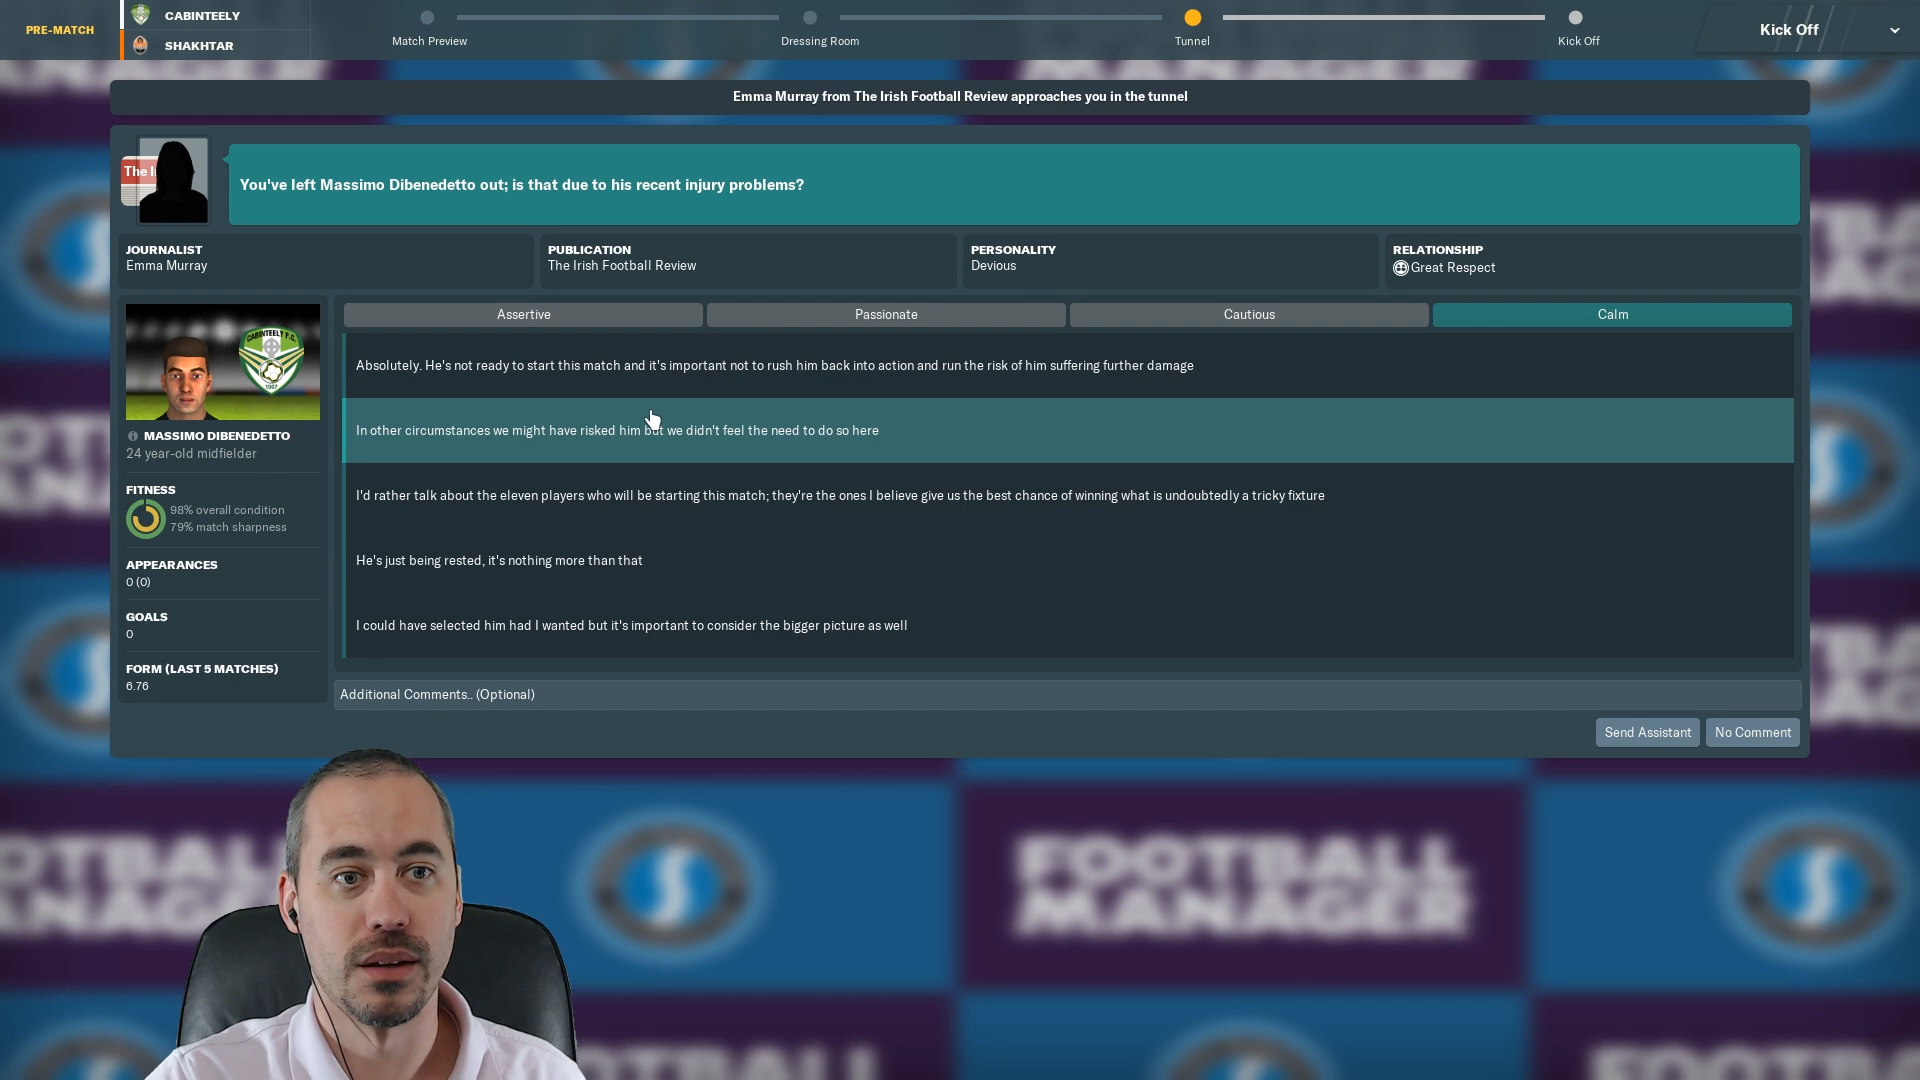 PRE-MATCH
CABINTEELY
SHAKHTAR
Match Preview
Dressing Room
Tunnel
Kick Off
Kick Off
Emma Murray from The Irish Football Review approaches you in the tunnel
The I
You've left Massimo Dibenedetto out; is that due to his recent injury problems?
JOURNALIST
Emma Murray
PUBLICATION
The Irish Football Review
PERSONALITY
Devious
RELATIONSHIP
Great Respect
Assertive
Passionate
Cautious
Calm
CABINTEELY F.C.
1967
MASSIMO DIBENEDETTO
24 year-old midfielder
FITNESS
98% overall condition
79% match sharpness
APPEARANCES
0 (0)
GOALS
0
FORM (LAST 5 MATCHES)
6.76
Absolutely. He's not ready to start this match and it's important not to rush him back into action and run the risk of him suffering further damage
In other circumstances we might have risked him but we didn't feel the need to do so here
I'd rather talk about the eleven players who will be starting this match; they're the ones I believe give us the best chance of winning what is undoubtedly a tricky fixture
He's just being rested, it's nothing more than that
I could have selected him had I wanted but it's important to consider the bigger picture as well
Additional Comments.. (Optional)
Send Assistant
No Comment
FOOTBALL
MANAGER